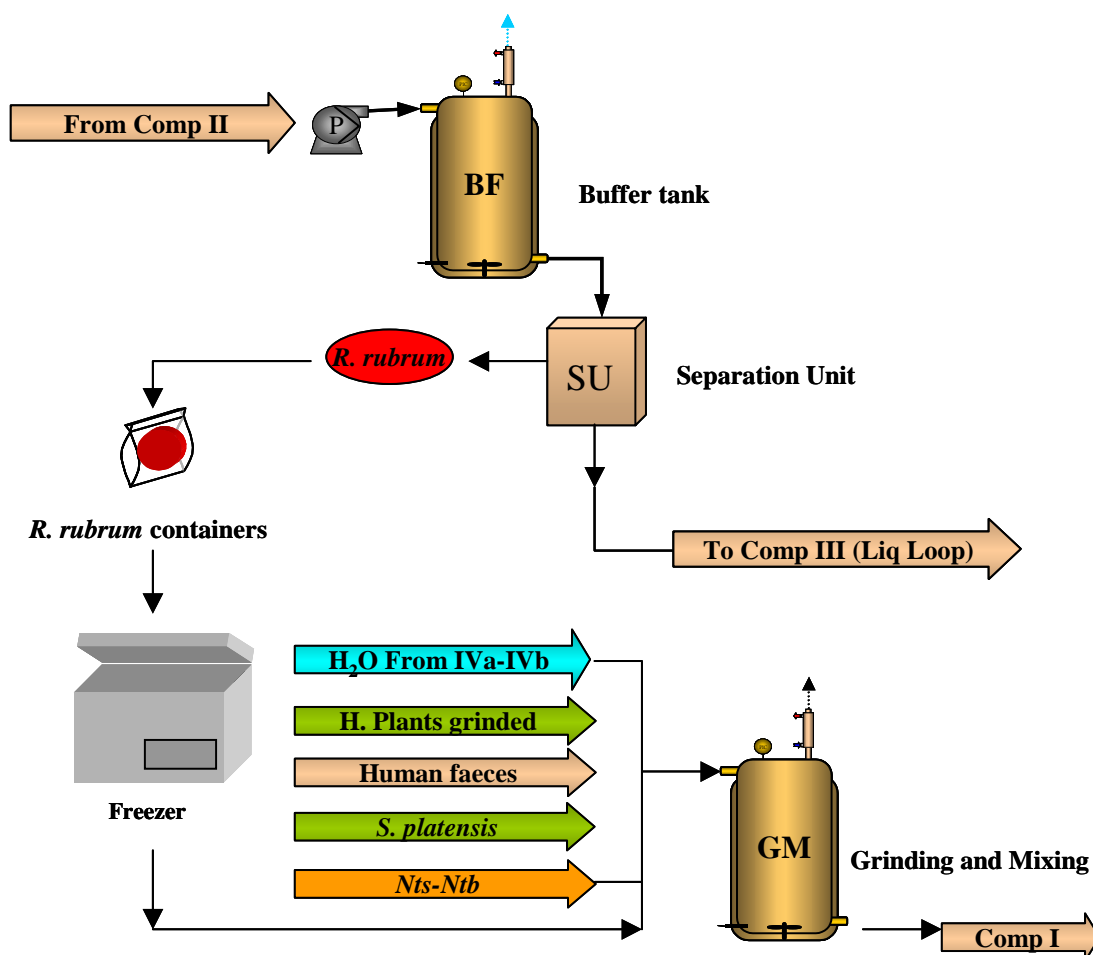 From Comp II
P
BF
Buffer tank
R. rubrum
SU
Separation Unit
R. rubrum containers
To Comp III (Liq Loop)
H₂O From IVa-IVb
H. Plants grinded
Human faeces
S. platensis
Nts-Ntb
Freezer
GM
Grinding and Mixing
Comp I